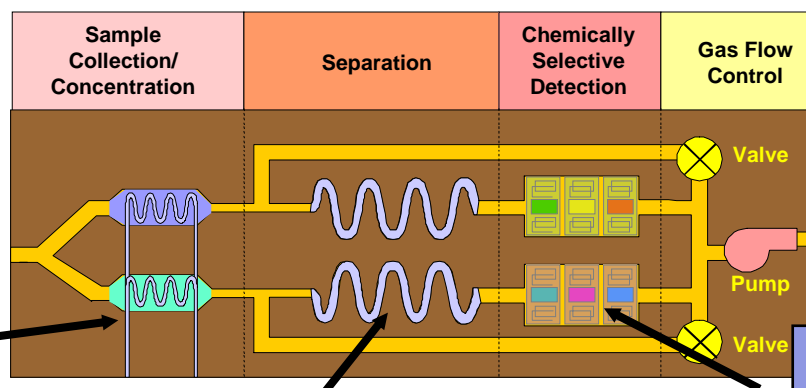 Sample
Collection/
Concentration
Separation
Chemically
Selective
Detection
Gas Flow
Control
Valve
Pump
Valve